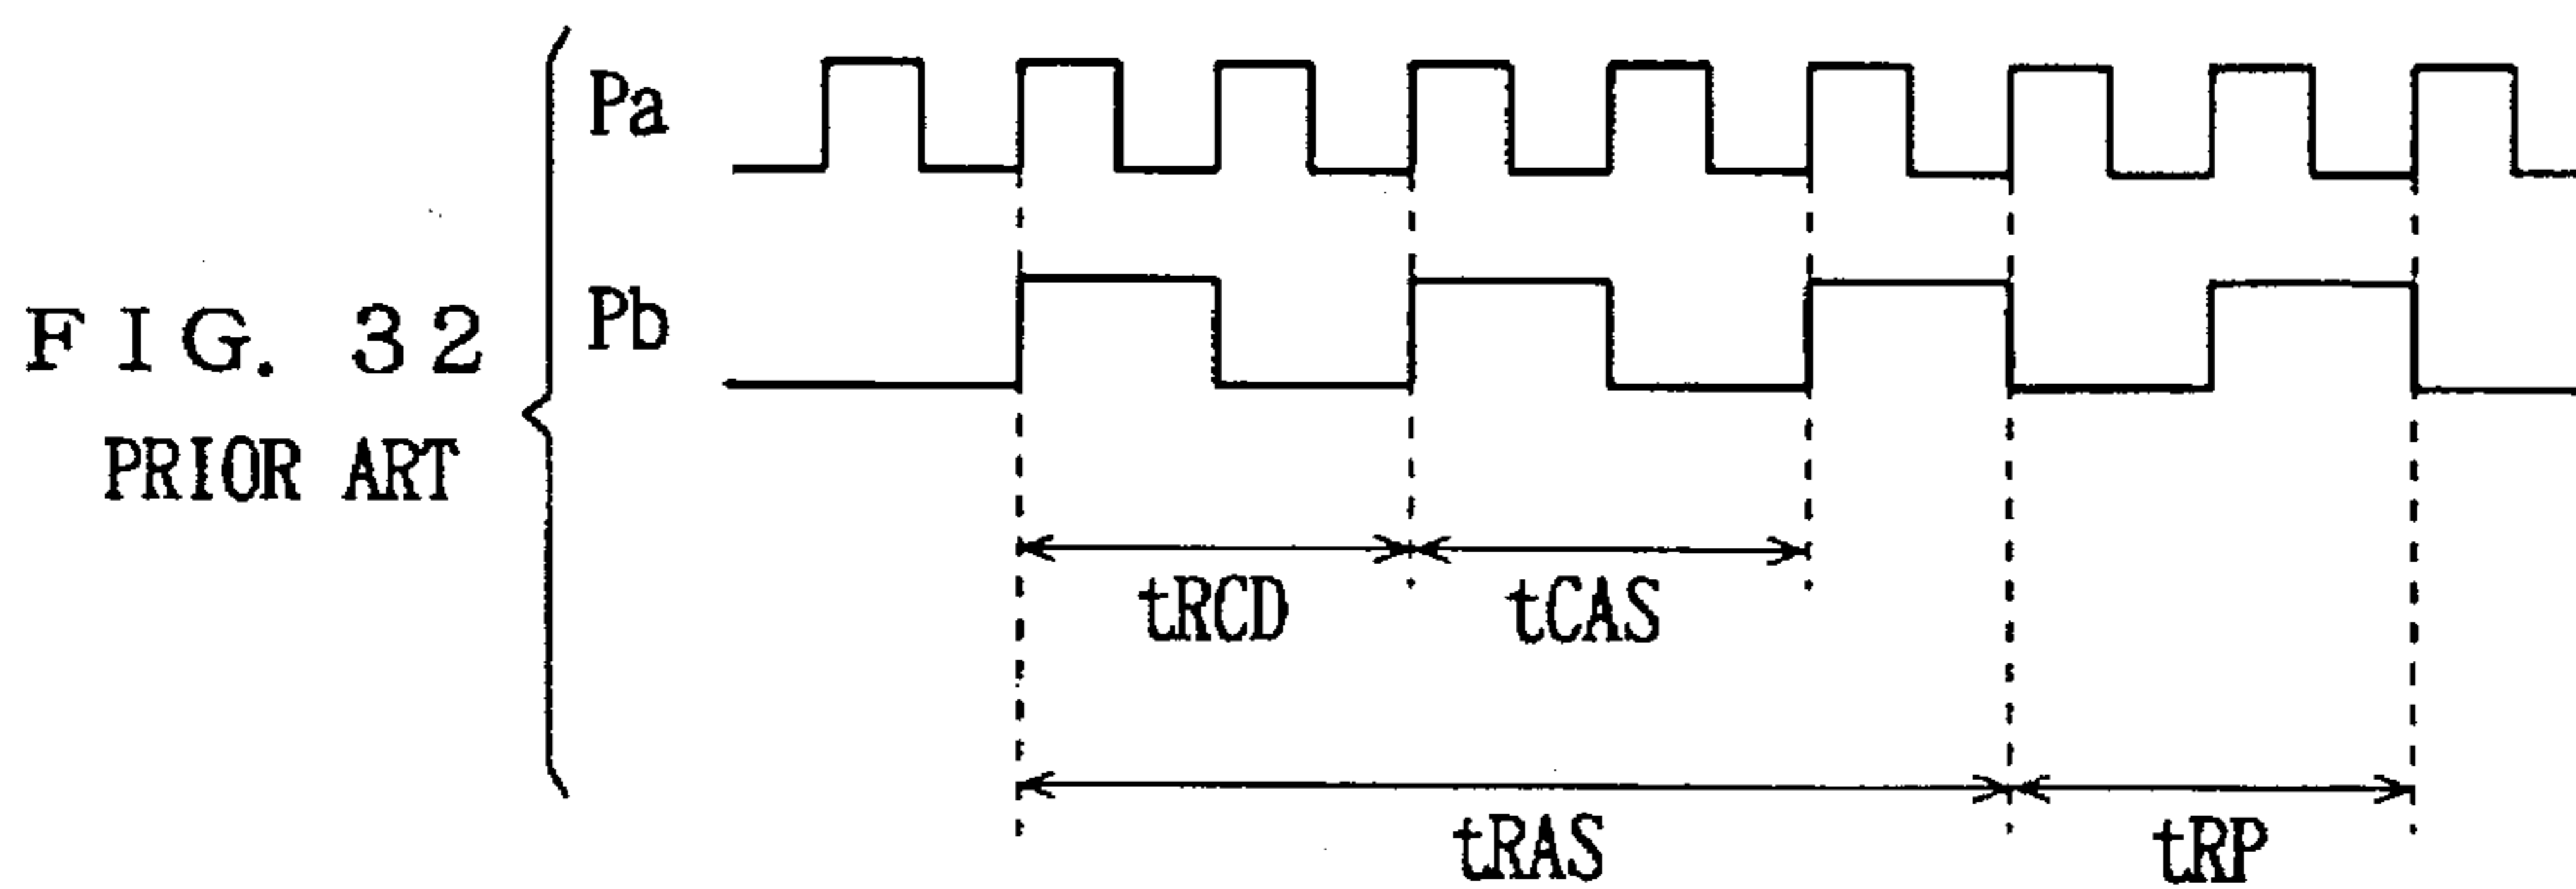 FIG. 32
PRIOR ART
Pa
Pb
tRCD
tCAS
tRAS
tRP